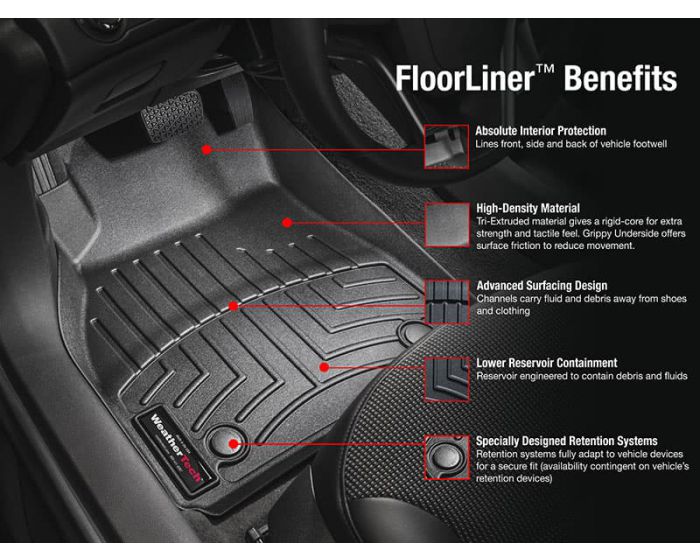 FloorLiner™ Benefits
Absolute Interior Protection
Lines front, side and back of vehicle footwell
High-Density Material
Tri-Extruded material gives a rigid-core for extra
strength and tactile feel. Grippy Underside offers
surface friction to reduce movement.
Advanced Surfacing Design
Channels carry fluid and debris away from shoes
and clothing
Lower Reservoir Containment
Reservoir engineered to contain debris and fluids
Specially Designed Retention Systems
Retention systems fully adapt to vehicle devices
for a secure fit (availability contingent on vehicle's
retention devices)
WeatherTech®